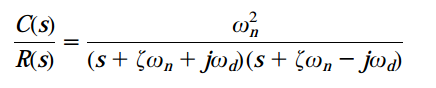 C(s)/R(s) = ω_n^2 / (s + ζω_n + jω_d)(s + ζω_n − jω_d)